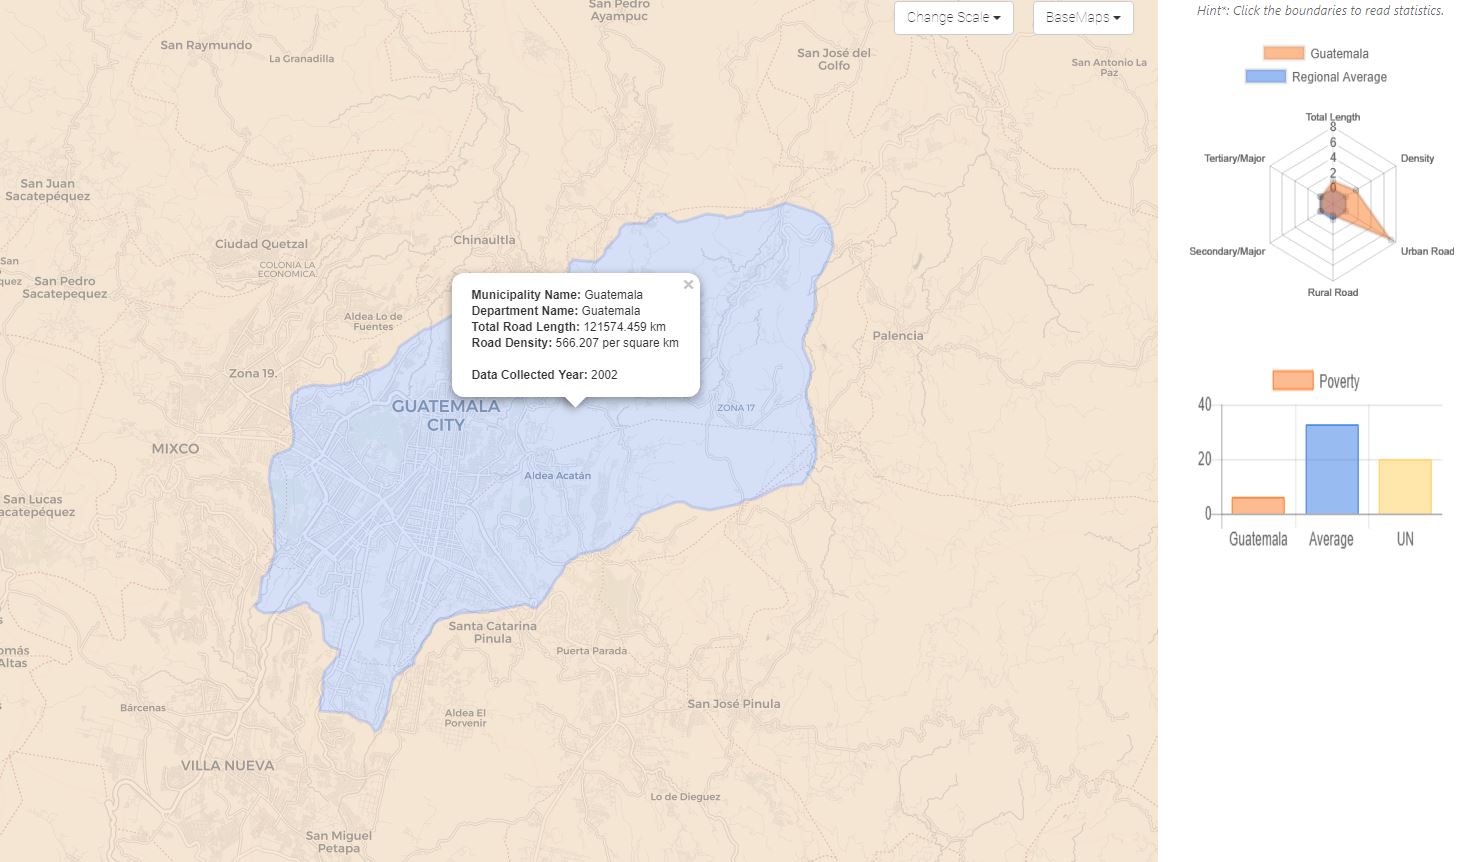 San Pedro
Ayampuc
Change Scale
BaseMaps
Hint*: Click the boundaries to read statistics.
San Raymundo
La Granadilla
San José del
Golfo
San Antonio La
Paz
Guatemala
Regional Average
Total Length
8
6
4
2
0
Tertiary/Major
Density
Secondary/Major
Urban Road
Rural Road
San Juan
Sacatepéquez
Ciudad Quetzal
Chinaultla
COLONIA LA
ECONOMICA.
San
quez
San Pedro
Sacatepéquez
Aldea Lo de
Fuentes
Palencia
Zona 19.
×
Municipality Name: Guatemala
Department Name: Guatemala
Total Road Length: 121574.459 km
Road Density: 566.207 per square km
Data Collected Year: 2002
GUATEMALA
CITY
ZONA 17
MIXCO
Aldea Acatán
San Lucas
acatepéquez
Poverty
40
20
0
Guatemala
Average
UN
Santa Catarina
Pinula
Puerta Parada
omás
Altas
Bárcenas
Aldea El
Porvenir
San José Pinula
VILLA NUEVA
Lo de Dieguez
San Miguel
Petapa